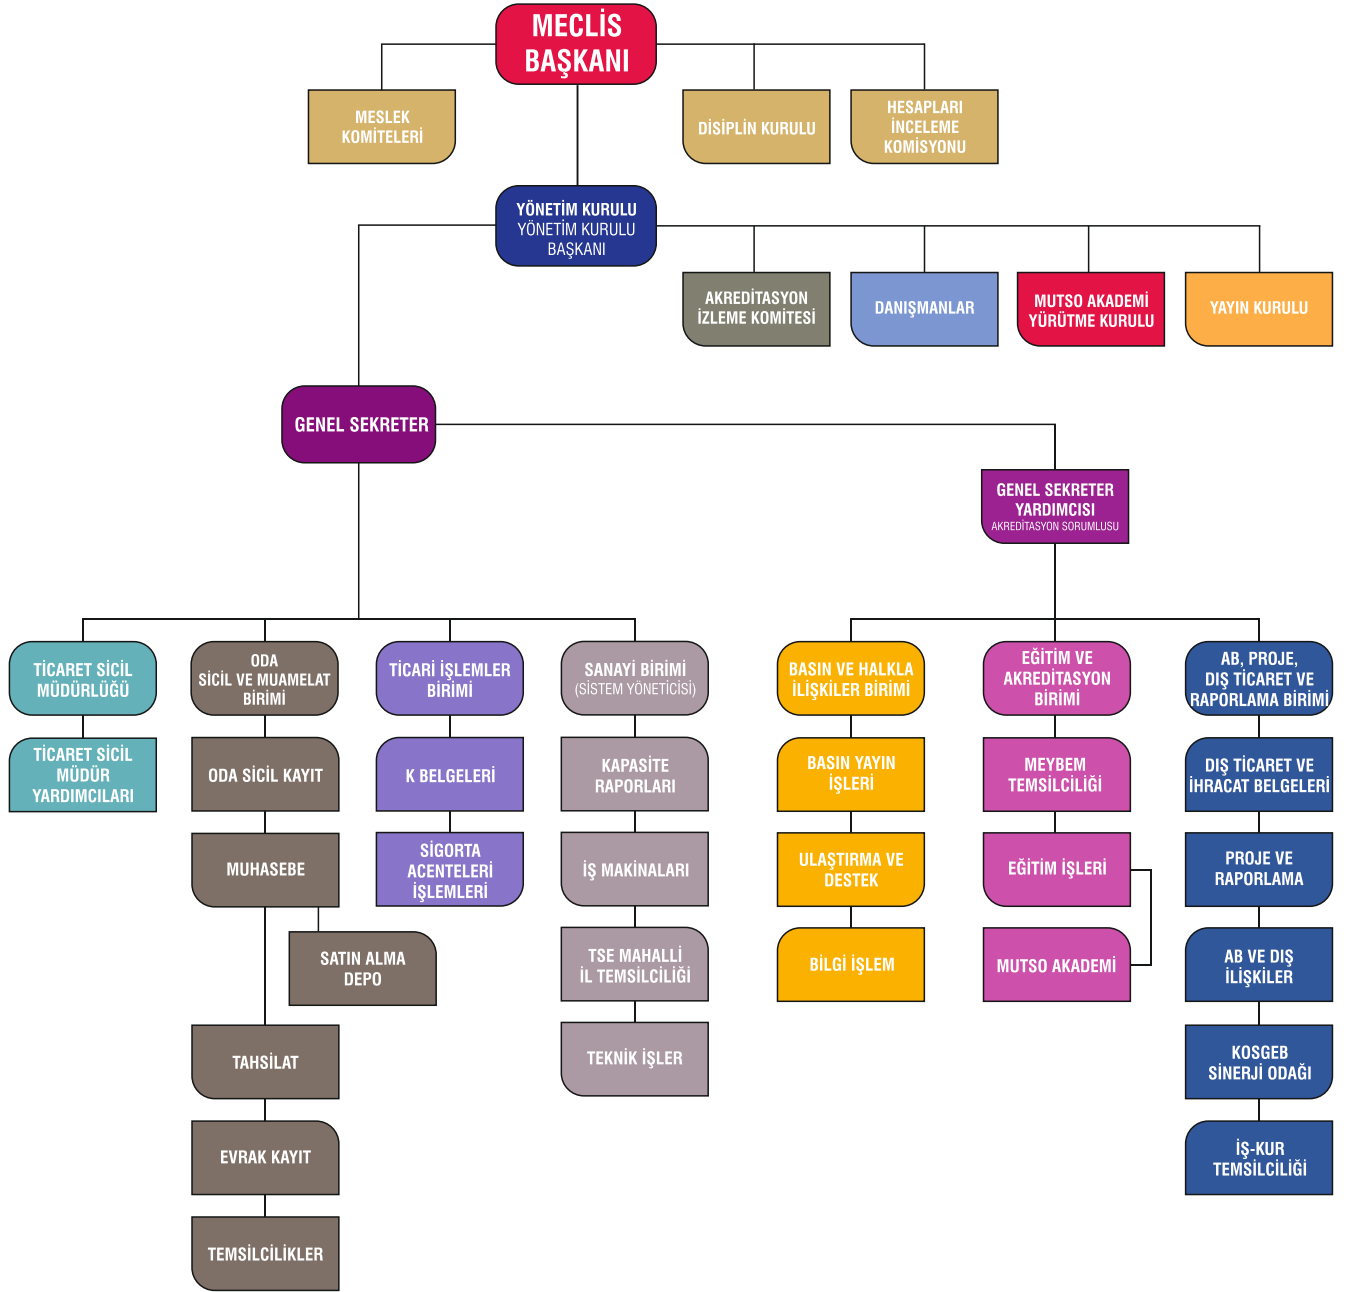 MECLİS
BAŞKANI
MESLEK
KOMİTELERİ
DİSİPLİN KURULU
HESAPLARI
İNCELEME
KOMİSYONU
YÖNETİM KURULU
YÖNETİM KURULU
BAŞKANI
AKREDİTASYON
İZLEME KOMİTESİ
DANIŞMANLAR
MUTSO AKADEMİ
YÜRÜTME KURULU
YAYIN KURULU
GENEL SEKRETER
GENEL SEKRETER
YARDIMCISI
AKREDİTASYON SORUMLUSU
TİCARET SİCİL
MÜDÜRLÜĞÜ
TİCARET SİCİL
MÜDÜR
YARDIMCILARI
ODA
SİCİL VE MUAMELAT
BİRİMİ
ODA SİCİL KAYIT
MUHASEBE
SATIN ALMA
DEPO
TAHSİLAT
EVRAK KAYIT
TEMSİLCİLİKLER
TİCARİ İŞLEMLER
BİRİMİ
K BELGELERİ
SİGORTA
ACENTELERİ
İŞLEMLERİ
SANAYİ BİRİMİ
(SİSTEM YÖNETİCİSİ)
KAPASİTE
RAPORLARI
İŞ MAKİNALARI
TSE MAHALLİ
İL TEMSİLCİLİĞİ
TEKNİK İŞLER
BASIN VE HALKLA
İLİŞKİLER BİRİMİ
BASIN YAYIN
İŞLERİ
ULAŞTIRMA VE
DESTEK
BİLGİ İŞLEM
EĞİTİM VE
AKREDİTASYON
BİRİMİ
MEYBEM
TEMSİLCİLİĞİ
EĞİTİM İŞLERİ
MUTSO AKADEMİ
AB, PROJE,
DIŞ TİCARET VE
RAPORLAMA BİRİMİ
DIŞ TİCARET VE
İHRACAT BELGELERİ
PROJE VE
RAPORLAMA
AB VE DIŞ
İLİŞKİLER
KOSGEB
SİNERJİ ODAĞI
İŞ-KUR
TEMSİLCİLİĞİ